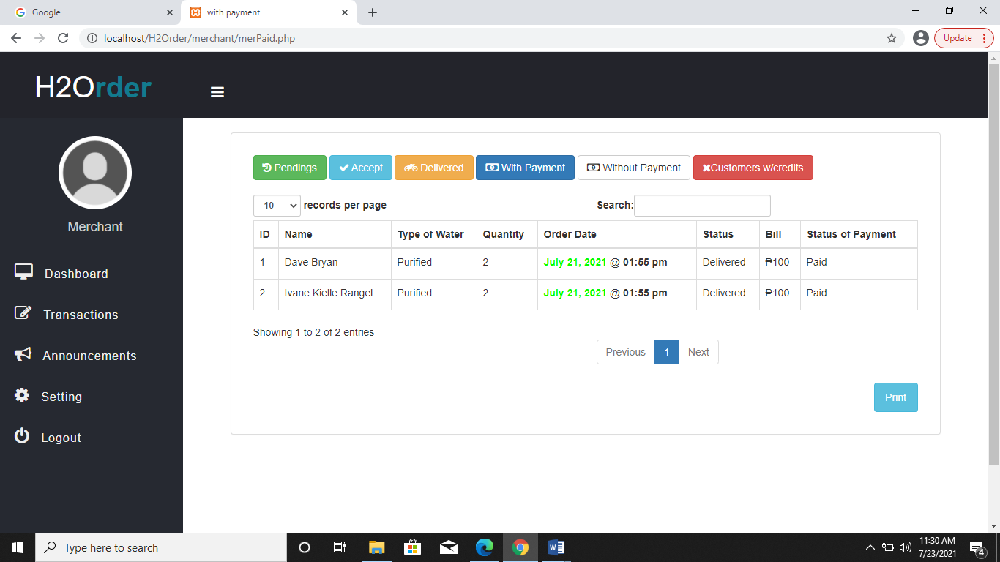 Google
with payment
localhost/H2Order/merchant/merPaid.php
Update
H2Order
Merchant
Dashboard
Transactions
Announcements
Setting
Logout
Pendings Accept Delivered With Payment Without Payment Customers w/credits
10 records per page Search:
ID Name Type of Water Quantity Order Date Status Bill Status of Payment
1 Dave Bryan Purified 2 July 21, 2021 @ 01:55 pm Delivered ₱100 Paid
2 Ivane Kielle Rangel Purified 2 July 21, 2021 @ 01:55 pm Delivered ₱100 Paid
Showing 1 to 2 of 2 entries
Previous 1 Next
Print
Type here to search
11:30 AM
7/23/2021
4